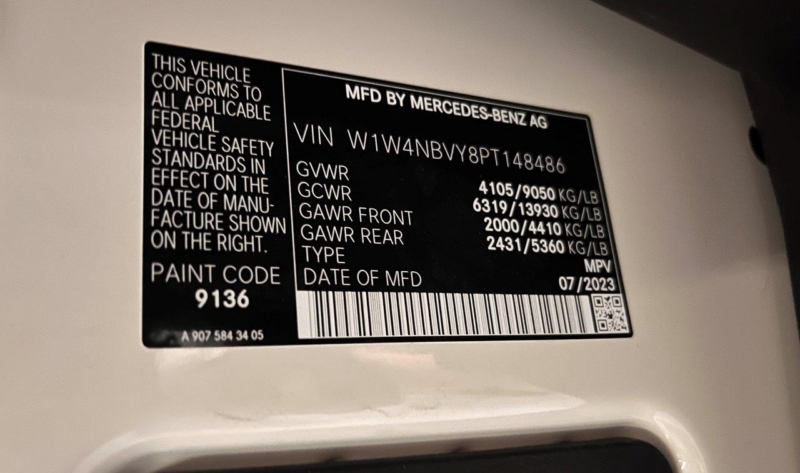 THIS VEHICLE
CONFORMS TO
ALL APPLICABLE
FEDERAL
VEHICLE SAFETY
STANDARDS IN
EFFECT ON THE
DATE OF MANU-
FACTURE SHOWN
ON THE RIGHT.
PAINT CODE
9136
A 907 584 34 05
MFD BY MERCEDES-BENZ AG
VIN W1W4NBVY8PT148486
GVWR 4105/9050 KG/LB
GCWR 6319/13930 KG/LB
GAWR FRONT 2000/4410 KG/LB
GAWR REAR 2431/5360 KG/LB
TYPE MPV
DATE OF MFD 07/2023